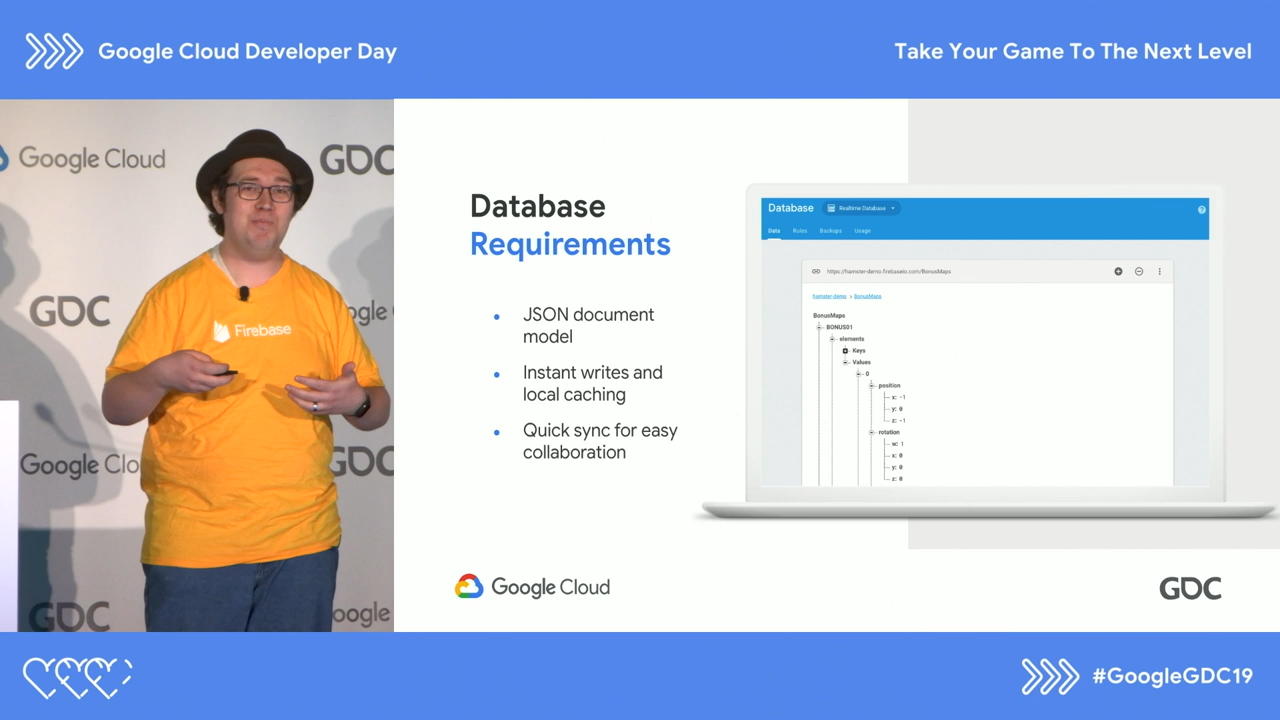 Google Cloud Developer Day
Take Your Game To The Next Level
Google Cloud
GDC
GDC
ogle Cl
Firebase
Google Clo
GDC
GDC
oogle
Database
Requirements
JSON document
model
Instant writes and
local caching
Quick sync for easy
collaboration
Database
Realtime Database
Data Rules Backups Usage
https://hamster-demo.firebaseio.com/BonusMaps
hamster-demo > BonusMaps
BonusMaps
BONUS01
elements
Keys
Values
0
position
x: -1
y: 0
z: -1
rotation
w: 1
x: 0
y: 0
z: 0
Google Cloud
GDC
#GoogleGDC19